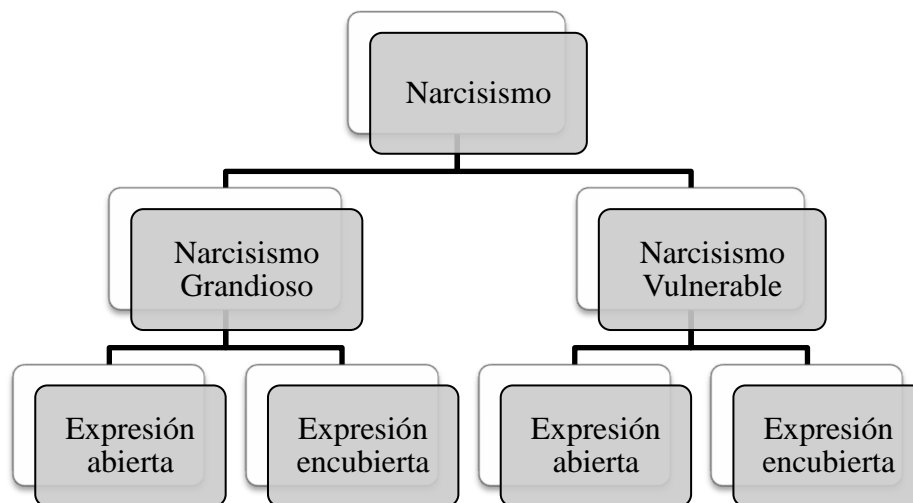 Narcisismo
Narcisismo
Grandioso
Narcisismo
Vulnerable
Expresión
abierta
Expresión
encubierta
Expresión
abierta
Expresión
encubierta